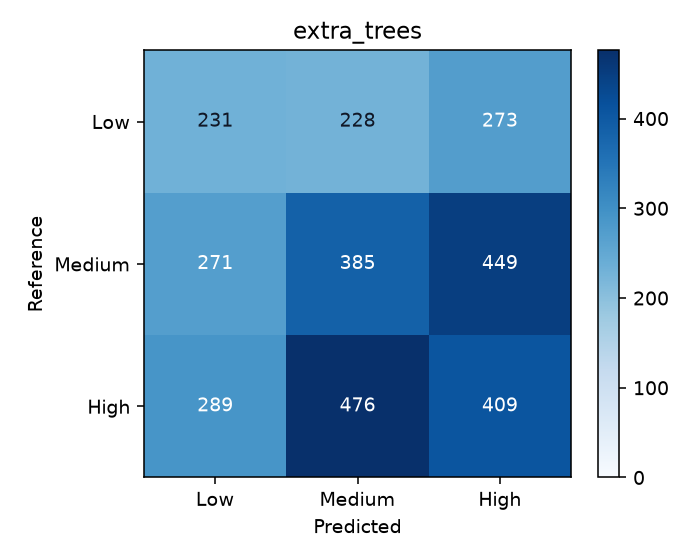 extra_trees
Low 231 228 273
Medium 271 385 449
High 289 476 409
Low Medium High
Predicted
Reference
400
300
200
100
0